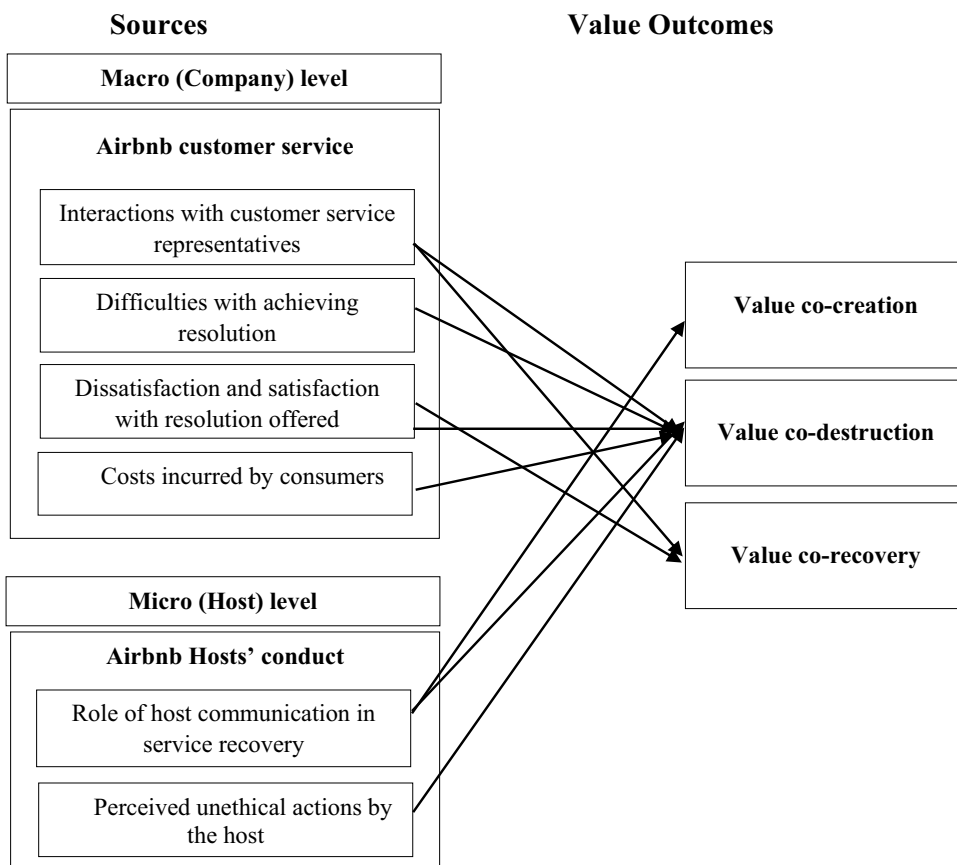 Sources
Value Outcomes
Macro (Company) level
Airbnb customer service
Interactions with customer service
representatives
Difficulties with achieving
resolution
Dissatisfaction and satisfaction
with resolution offered
Costs incurred by consumers
Value co-creation
Value co-destruction
Value co-recovery
Micro (Host) level
Airbnb Hosts’ conduct
Role of host communication in
service recovery
Perceived unethical actions by
the host